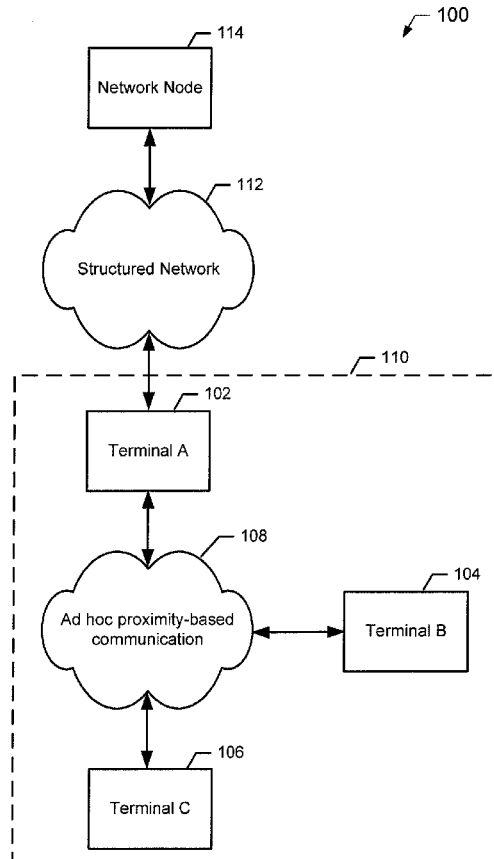 100
114
Network Node
112
Structured Network
110
102
Terminal A
108
Ad hoc proximity-based
communication
104
Terminal B
106
Terminal C